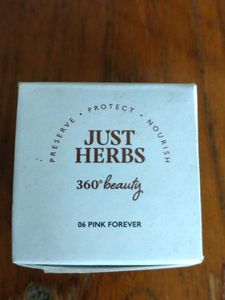 PRESERVE • PROTECT • NOURISH
JUST
HERBS
360° beauty
06 PINK FOREVER